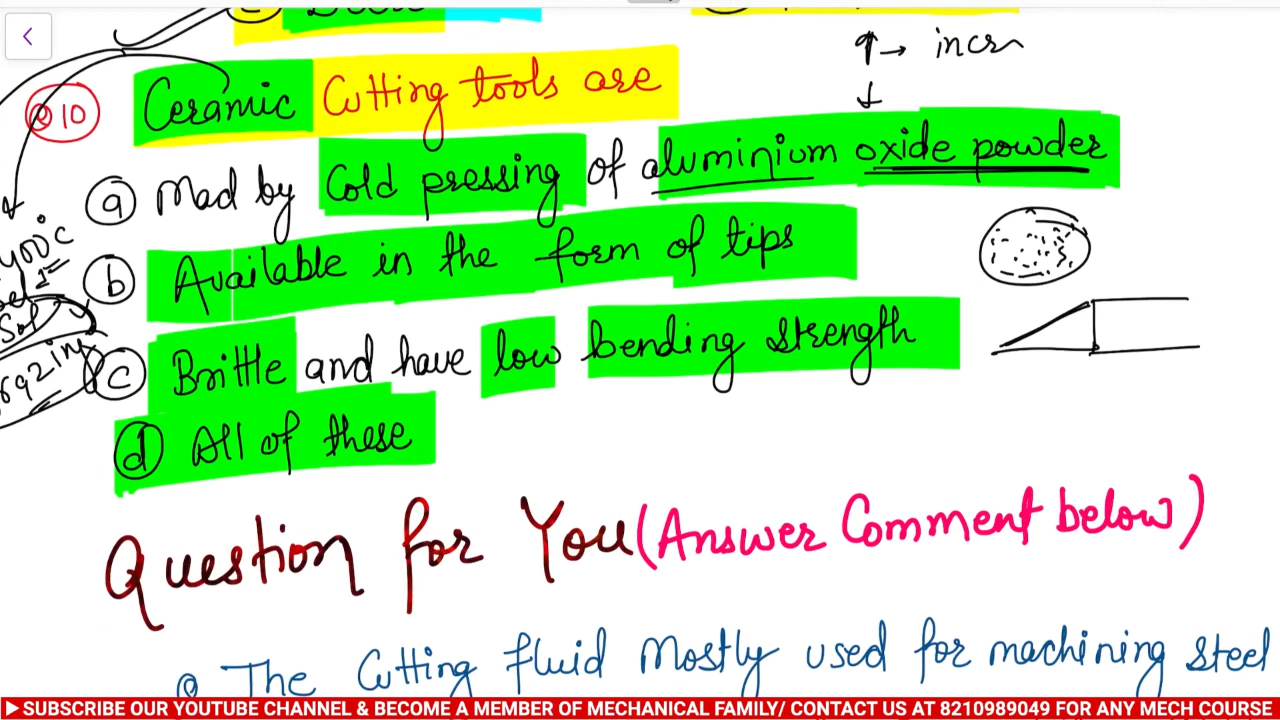 ↑→ incr
↓
Q10 Ceramic Cutting tools are
(a) Mad by Cold pressing of aluminium oxide powder
(b) Available in the form of tips
(c) Brittle and have low bending strength
(d) All of these
Question for You (Answer Comment below)
Q The Cutting fluid Mostly used for machining steel
▶ SUBSCRIBE OUR YOUTUBE CHANNEL & BECOME A MEMBER OF MECHANICAL FAMILY/ CONTACT US AT 8210989049 FOR ANY MECH COURSE